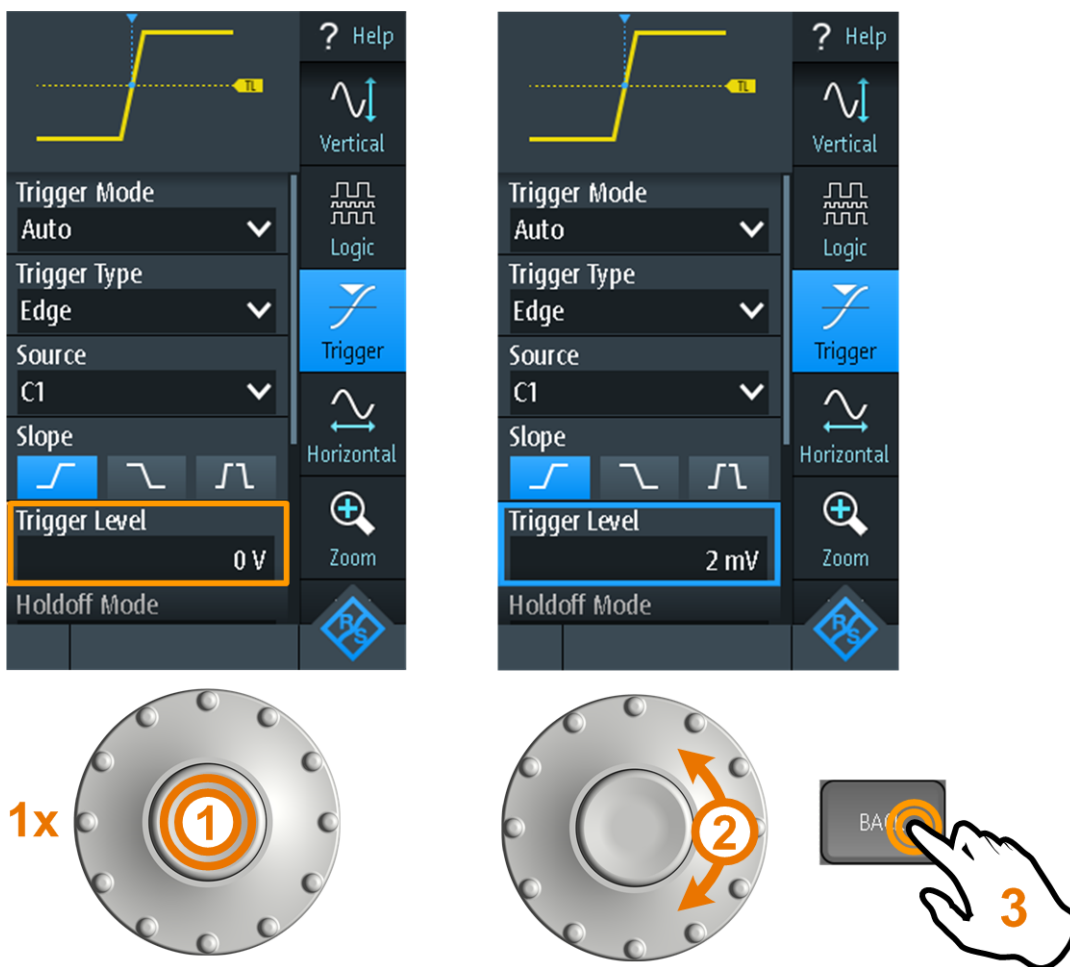 ? Help
TL
Vertical
Trigger Mode
Auto
Logic
Trigger Type
Edge
Trigger
Source
C1
Slope
Horizontal
Trigger Level
0 V
Zoom
Holdoff Mode
R&S
? Help
TL
Vertical
Trigger Mode
Auto
Logic
Trigger Type
Edge
Trigger
Source
C1
Slope
Horizontal
Trigger Level
2 mV
Zoom
Holdoff Mode
R&S
1x
1
2
3